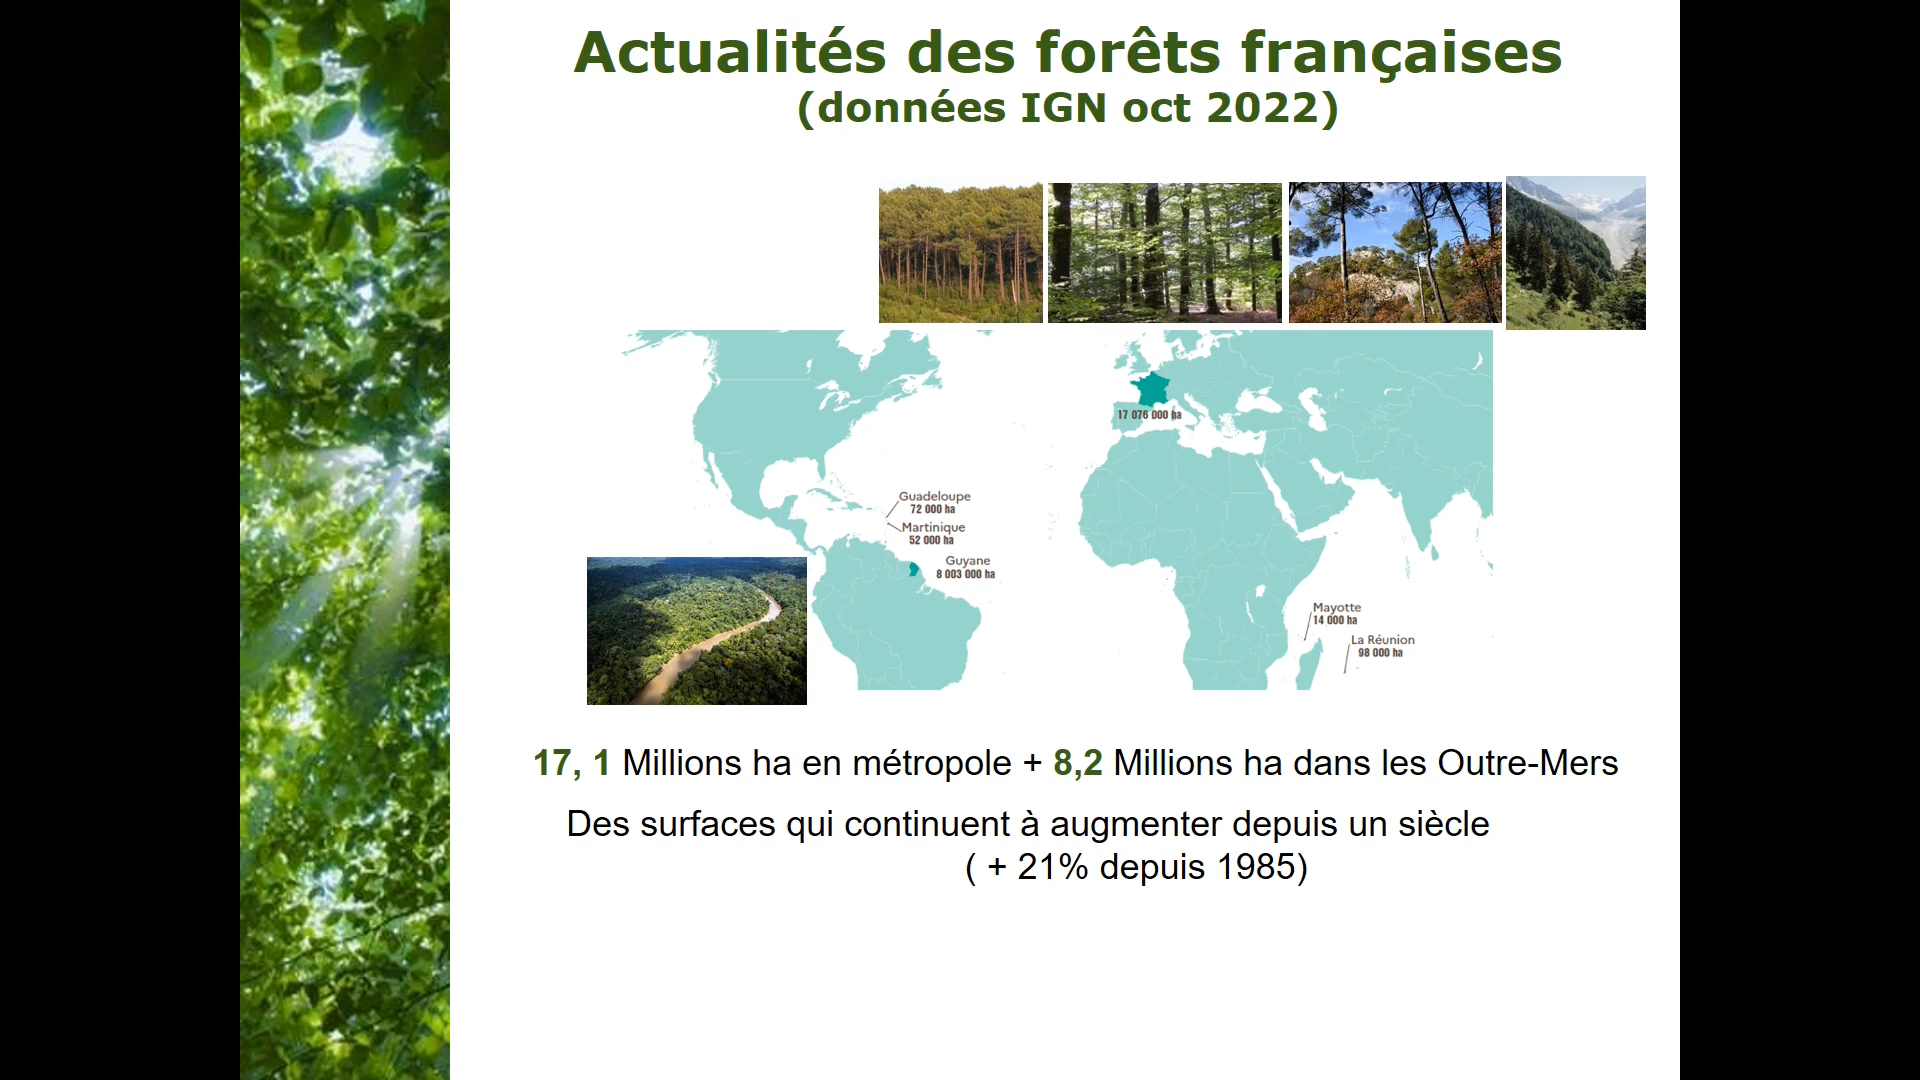 Actualités des forêts françaises
(données IGN oct 2022)
17 076 000 ha
Guadeloupe
72 000 ha
Martinique
52 000 ha
Guyane
8 003 000 ha
Mayotte
14 000 ha
La Réunion
98 000 ha
17, 1 Millions ha en métropole + 8,2 Millions ha dans les Outre-Mers
Des surfaces qui continuent à augmenter depuis un siècle
( + 21% depuis 1985)